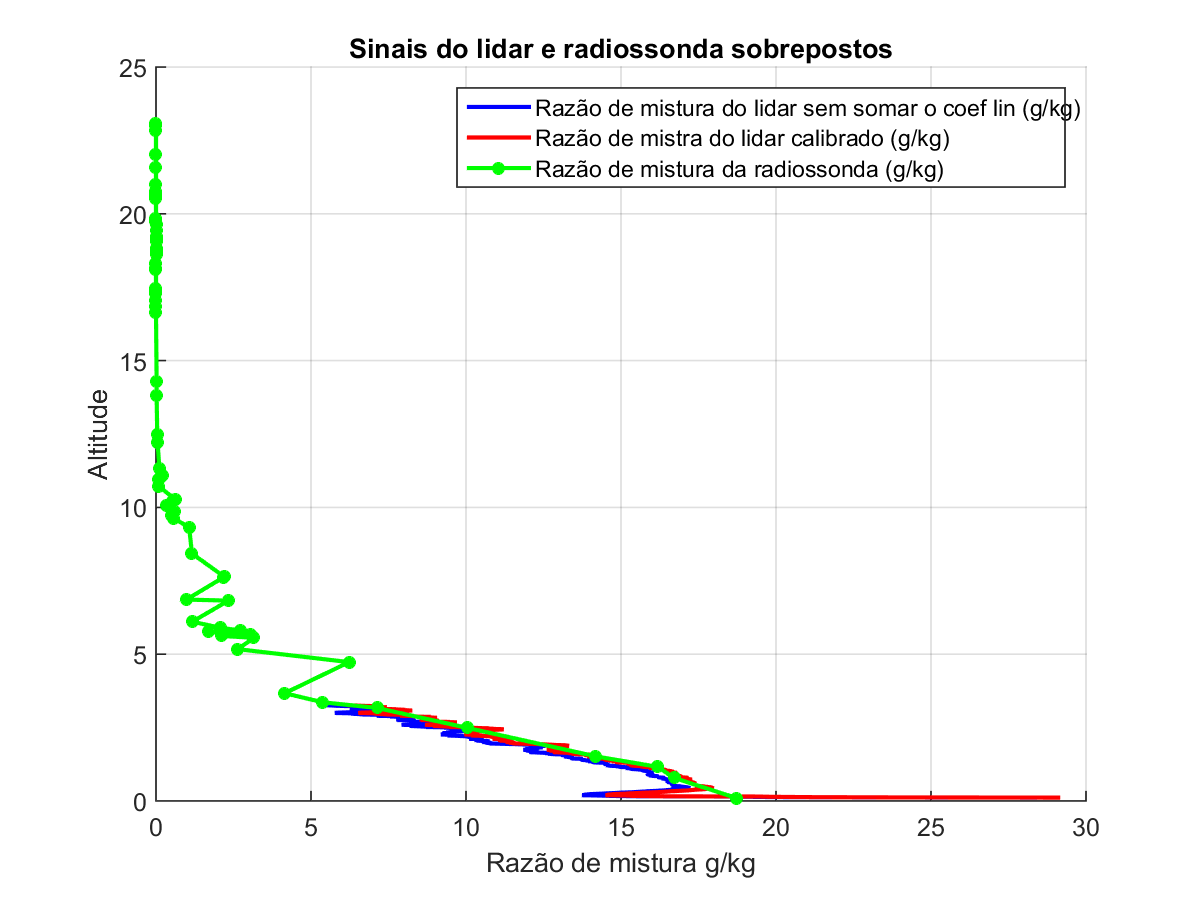 Sinais do lidar e radiossonda sobrepostos
25
Razão de mistura do lidar sem somar o coef lin (g/kg)
Razão de mistra do lidar calibrado (g/kg)
Razão de mistura da radiossonda (g/kg)
20
15
Altitude
10
5
0
0 5 10 15 20 25 30
Razão de mistura g/kg